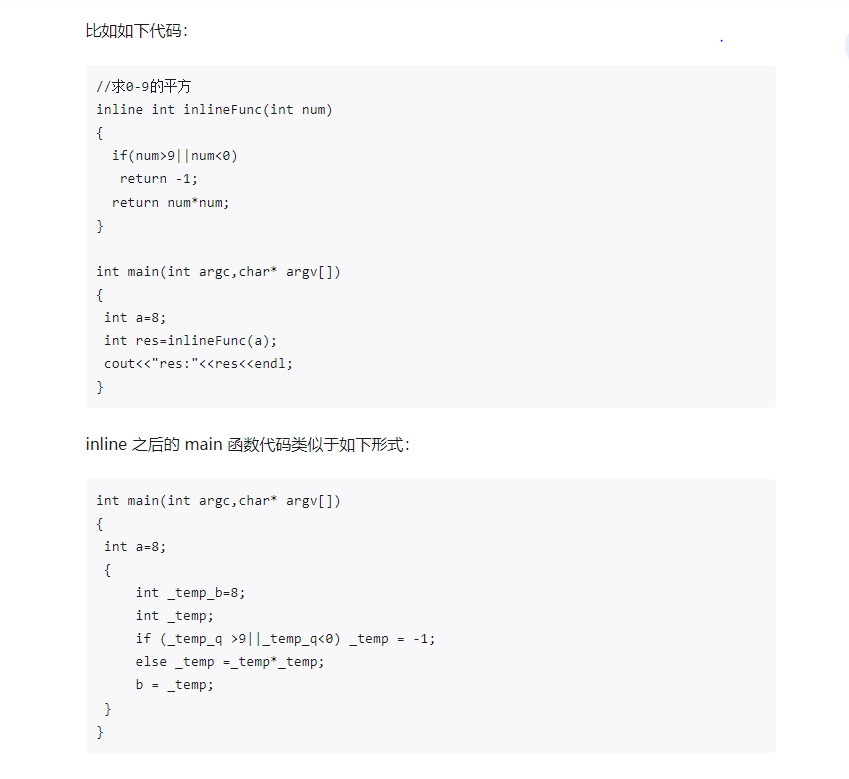 比如如下代码：
//求0-9的平方
inline int inlineFunc(int num)
{
  if(num>9||num<0)
   return -1;
  return num*num;
}
int main(int argc,char* argv[])
{
 int a=8;
 int res=inlineFunc(a);
 cout<<"res:"<<res<<endl;
}
inline 之后的 main 函数代码类似于如下形式：
int main(int argc,char* argv[])
{
 int a=8;
 {
     int _temp_b=8;
     int _temp;
     if (_temp_q >9||_temp_q<0) _temp = -1;
     else _temp =_temp*_temp;
     b = _temp;
 }
}